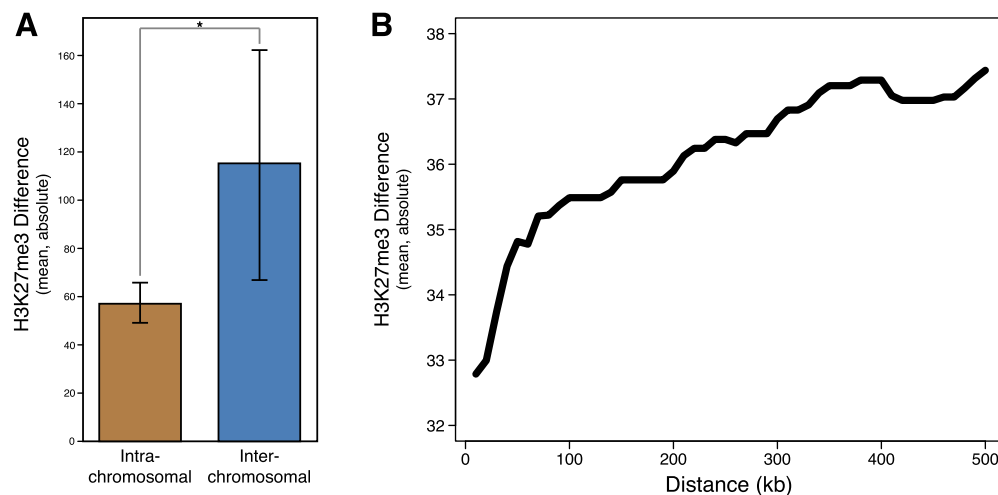 A
*
160
140
120
100
80
60
40
20
0
H3K27me3 Difference
(mean, absolute)
Intra-
chromosomal
Inter-
chromosomal
B
38
37
36
35
34
33
32
H3K27me3 Difference
(mean, absolute)
0 100 200 300 400 500
Distance (kb)